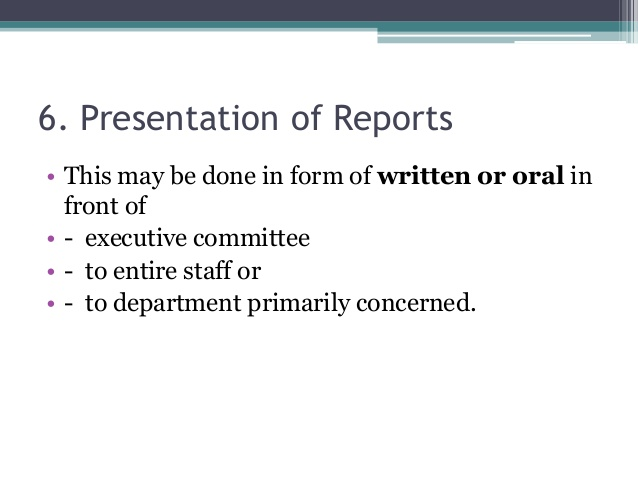 6. Presentation of Reports
• This may be done in form of written or oral in
front of
• - executive committee
• - to entire staff or
• - to department primarily concerned.